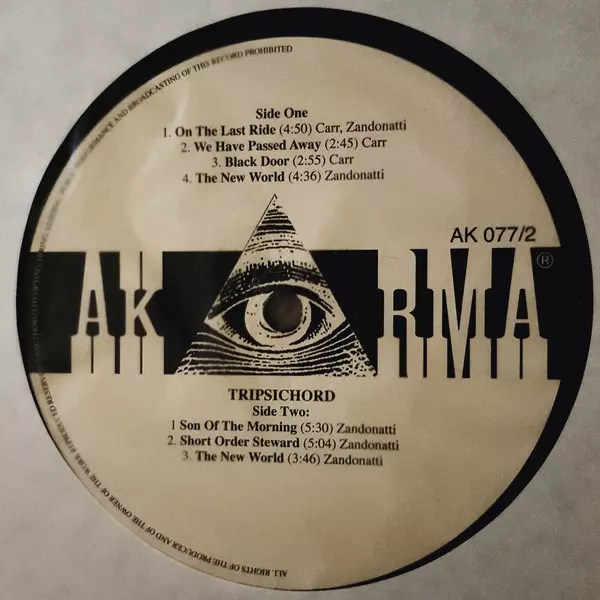 Side One
1. On The Last Ride (4:50) Carr, Zandonatti
2. We Have Passed Away (2:45) Carr
3. Black Door (2:55) Carr
4. The New World (4:36) Zandonatti
AK 077/2
AKARMA®
TRIPSICHORD
Side Two:
1 Son Of The Morning (5:30) Zandonatti
2. Short Order Steward (5:04) Zandonatti
3. The New World (3:46) Zandonatti
ALL RIGHTS OF THE PRODUCER AND OF THE OWNER OF THE WORK REPRODUCED RESERVED PERFORMANCE AND BROADCASTING OF THIS RECORD PROHIBITED